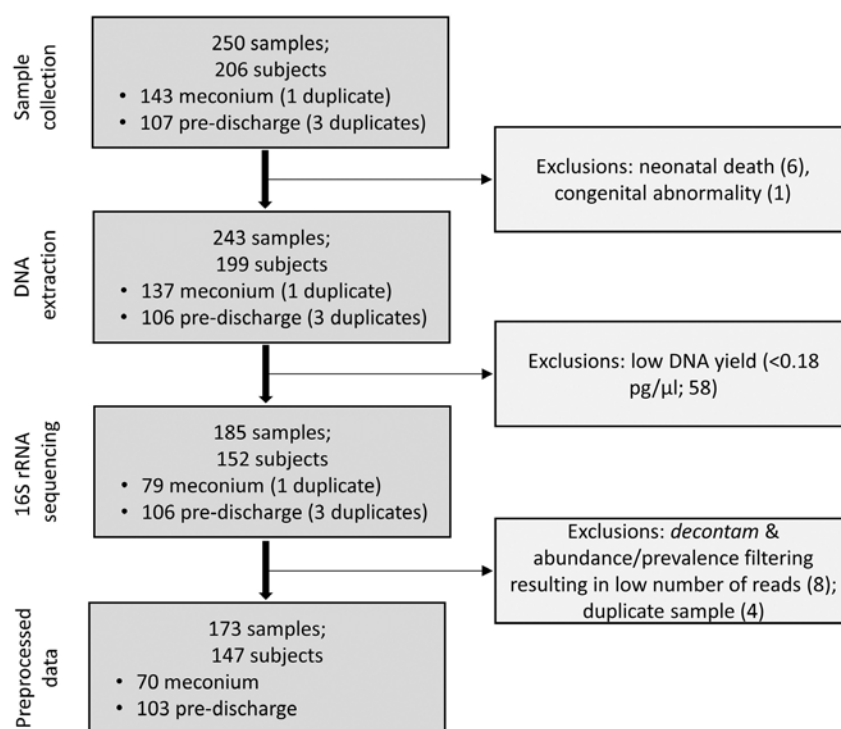 Sample
collection
250 samples;
206 subjects
• 143 meconium (1 duplicate)
• 107 pre-discharge (3 duplicates)
Exclusions: neonatal death (6),
congenital abnormality (1)
DNA
extraction
243 samples;
199 subjects
• 137 meconium (1 duplicate)
• 106 pre-discharge (3 duplicates)
Exclusions: low DNA yield (<0.18
pg/µl; 58)
16S rRNA
sequencing
185 samples;
152 subjects
• 79 meconium (1 duplicate)
• 106 pre-discharge (3 duplicates)
Exclusions: decontam &
abundance/prevalence filtering
resulting in low number of reads (8);
duplicate sample (4)
Preprocessed
data
173 samples;
147 subjects
• 70 meconium
• 103 pre-discharge